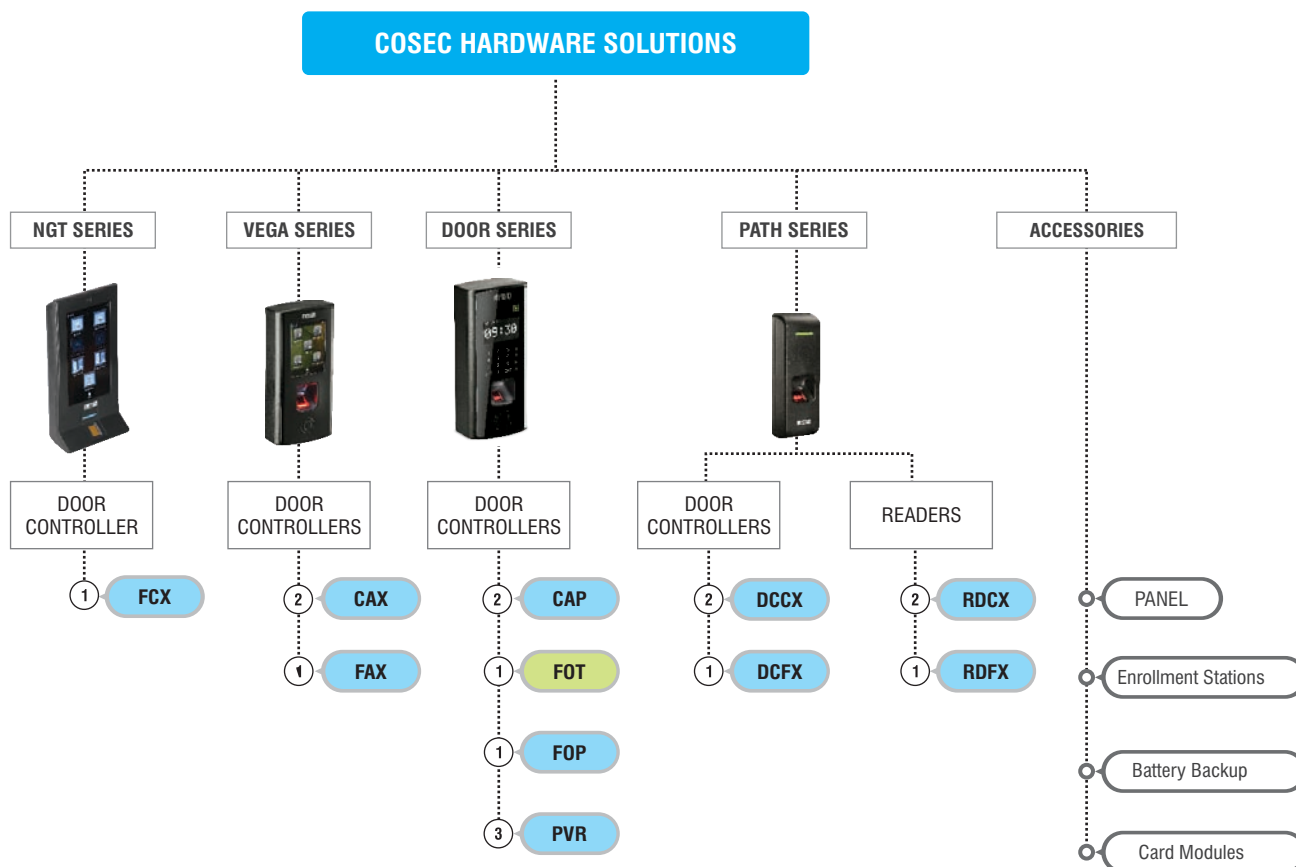 COSEC HARDWARE SOLUTIONS
NGT SERIES
VEGA SERIES
DOOR SERIES
PATH SERIES
ACCESSORIES
09:30
DOOR
CONTROLLER
DOOR
CONTROLLERS
DOOR
CONTROLLERS
DOOR
CONTROLLERS
READERS
1 FCX
2 CAX
2 CAP
2 DCCX
2 RDCX
PANEL
1 FAX
1 FOT
1 DCFX
1 RDFX
Enrollment Stations
1 FOP
Battery Backup
3 PVR
Card Modules